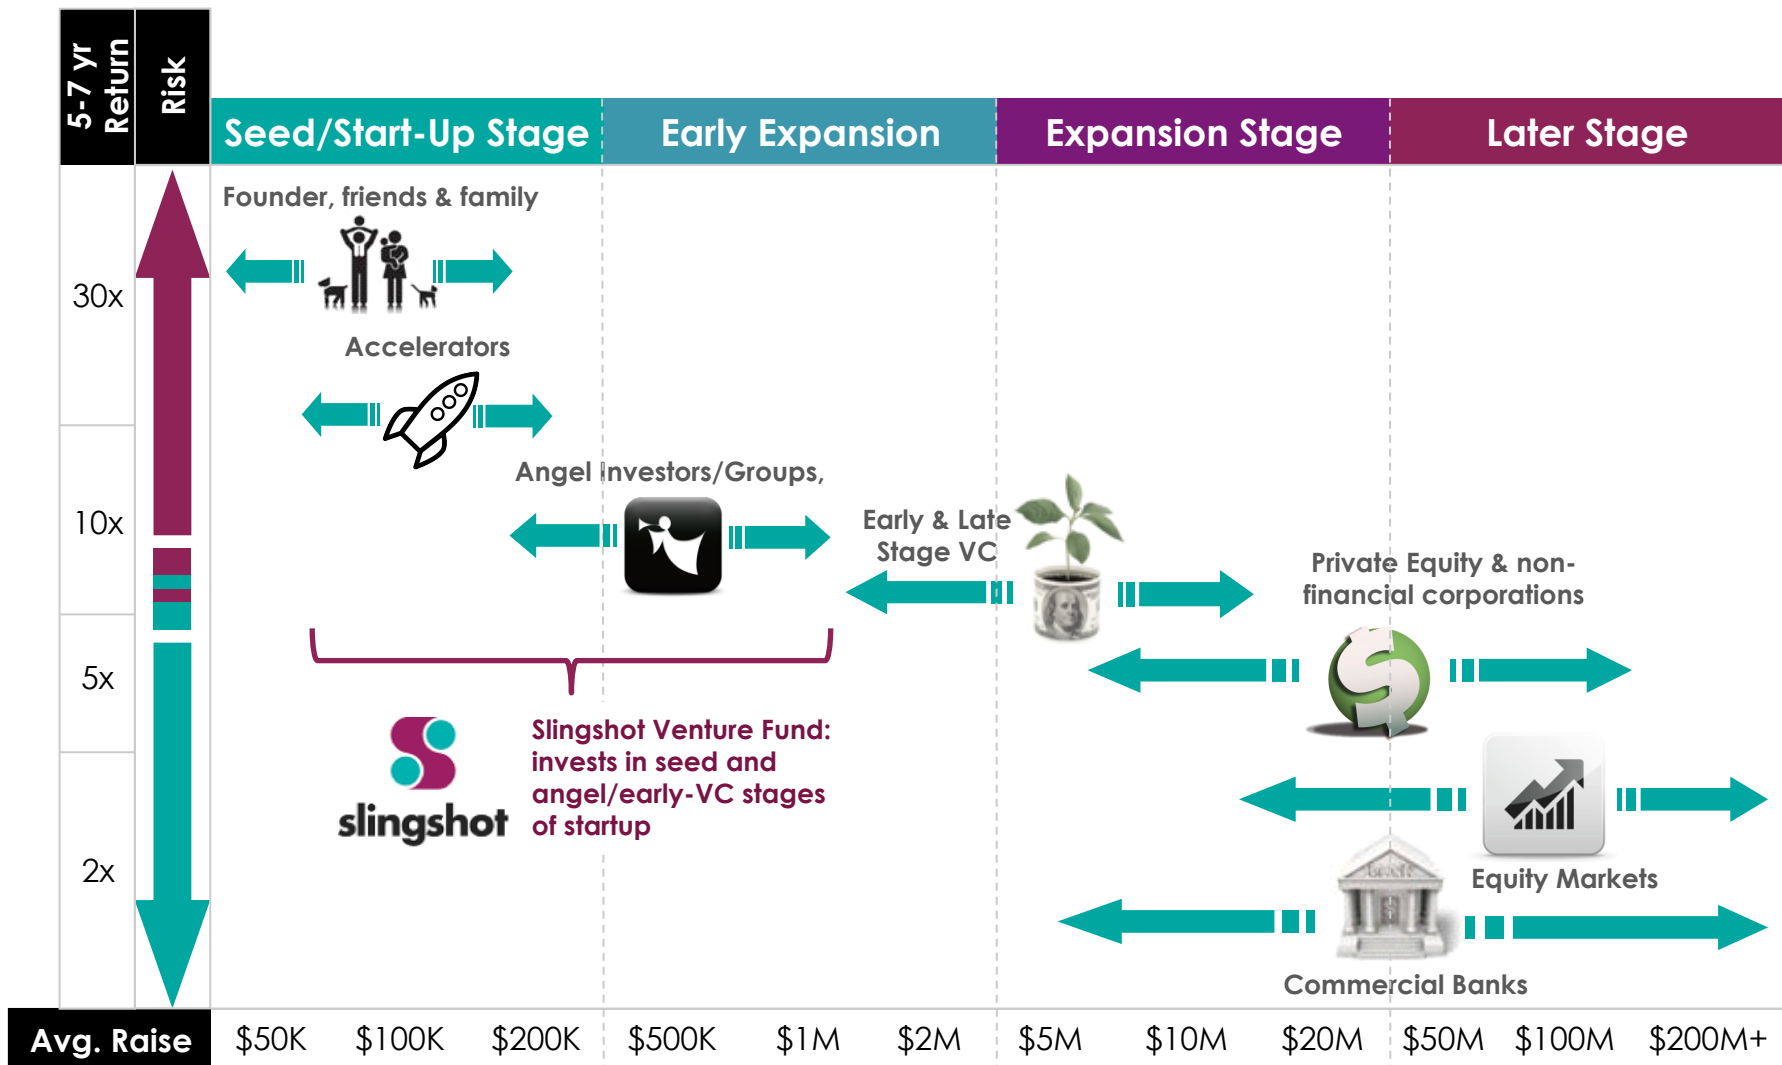 5-7 yr
Return
Risk
Seed/Start-Up Stage
Early Expansion
Expansion Stage
Later Stage
Founder, friends & family
30x
Accelerators
Angel Investors/Groups,
10x
Early & Late
Stage VC
Private Equity & non-
financial corporations
5x
Slingshot Venture Fund:
invests in seed and
angel/early-VC stages
of startup
slingshot
2x
BANK
Equity Markets
Commercial Banks
Avg. Raise
$50K
$100K
$200K
$500K
$1M
$2M
$5M
$10M
$20M
$50M
$100M
$200M+